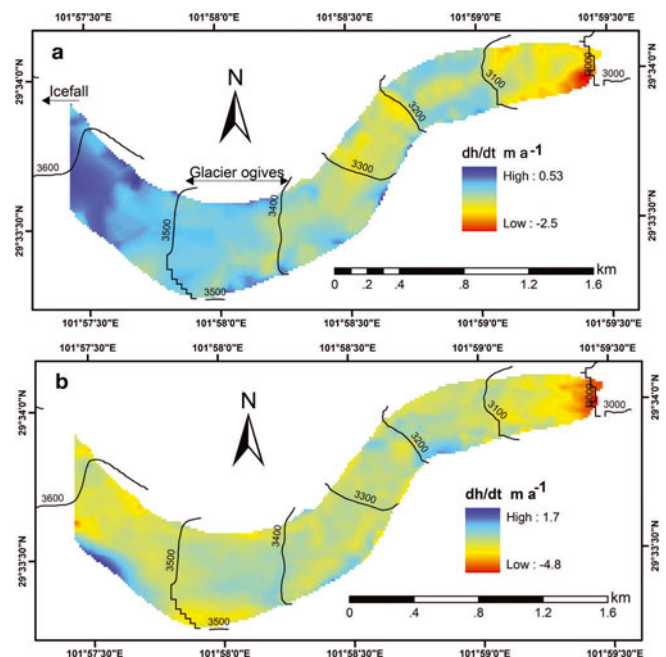 101°57'30"E 101°58'0"E 101°58'30"E 101°59'0"E 101°59'30"E
a
29°34'0"N
29°34'0"N
Icefall
N
3000
3000
3100
3200
3600
Glacier ogives
3300
3400
3500
3500
dh/dt m a-1
High : 0.53
Low : -2.5
29°33'30"N
29°33'30"N
km
0 .2 .4 .8 1.2 1.6
101°57'30"E 101°58'0"E 101°58'30"E 101°59'0"E 101°59'30"E
101°57'30"E 101°58'0"E 101°58'30"E 101°59'0"E 101°59'30"E
b
29°34'0"N
29°34'0"N
N
3000
3000
3100
3200
3600
3300
3400
3500
3500
dh/dt m a-1
High : 1.7
Low : -4.8
29°33'30"N
29°33'30"N
km
0 0.4 0.8 1.2 1.6
101°57'30"E 101°58'0"E 101°58'30"E 101°59'0"E 101°59'30"E